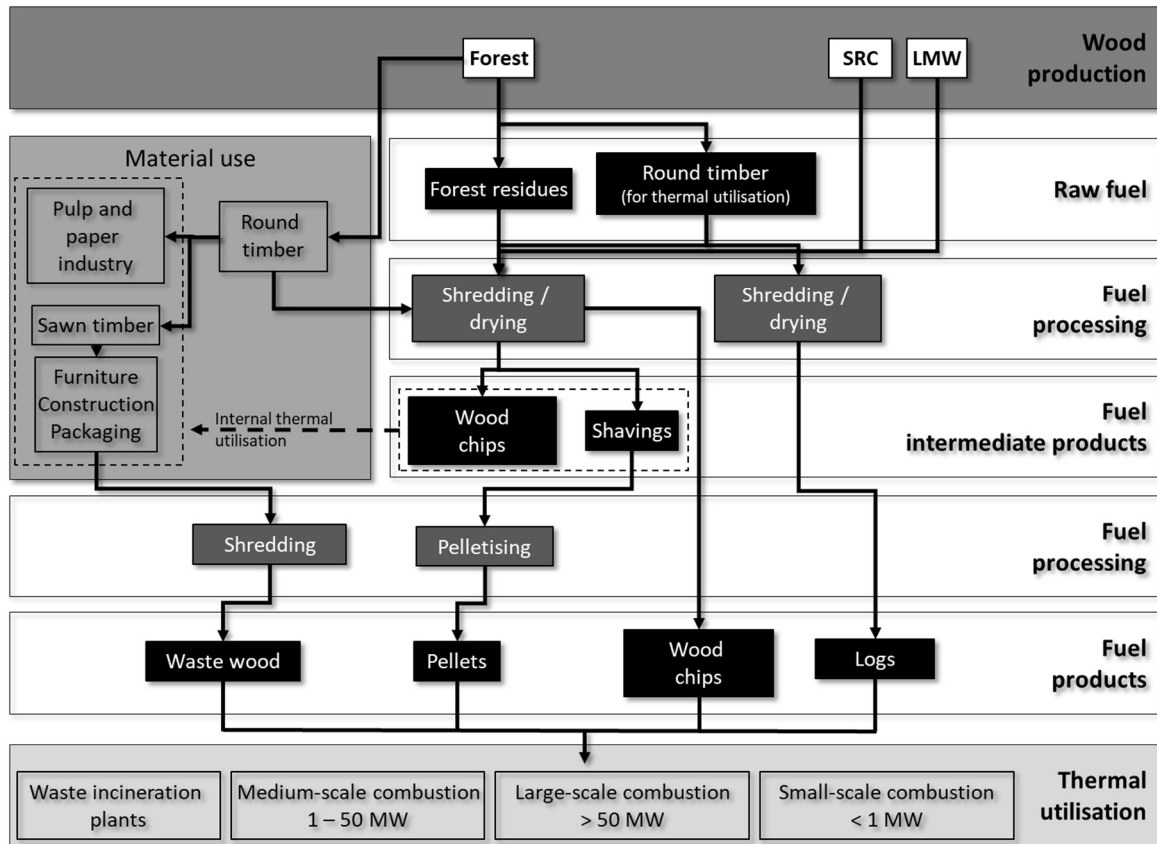 Forest
SRC
LMW
Wood
production
Material use
Pulp and
paper
industry
Round
timber
Sawn timber
Furniture
Construction
Packaging
Forest residues
Round timber
(for thermal utilisation)
Raw fuel
Shredding /
drying
Shredding /
drying
Fuel
processing
Internal thermal
utilisation
Wood
chips
Shavings
Fuel
intermediate products
Shredding
Pelletising
Fuel
processing
Waste wood
Pellets
Wood
chips
Logs
Fuel
products
Waste incineration
plants
Medium-scale combustion
1 – 50 MW
Large-scale combustion
> 50 MW
Small-scale combustion
< 1 MW
Thermal
utilisation